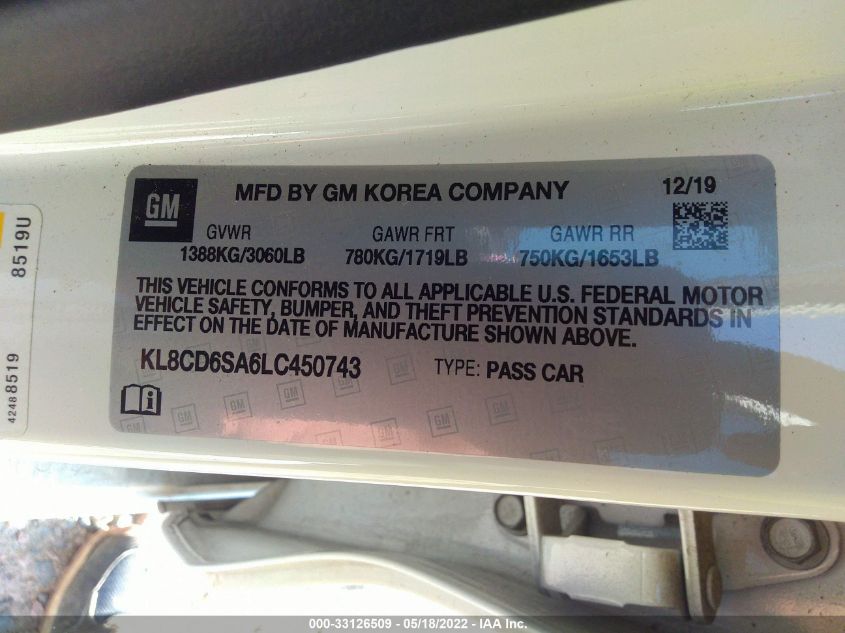 GM
MFD BY GM KOREA COMPANY
12/19
GVWR
GAWR FRT
GAWR RR
1388KG/3060LB
780KG/1719LB
750KG/1653LB
THIS VEHICLE CONFORMS TO ALL APPLICABLE U.S. FEDERAL MOTOR
VEHICLE SAFETY, BUMPER, AND THEFT PREVENTION STANDARDS IN
EFFECT ON THE DATE OF MANUFACTURE SHOWN ABOVE.
KL8CD6SA6LC450743
TYPE: PASS CAR
8519U
42488519
000-33126509 - 05/18/2022 - IAA Inc.